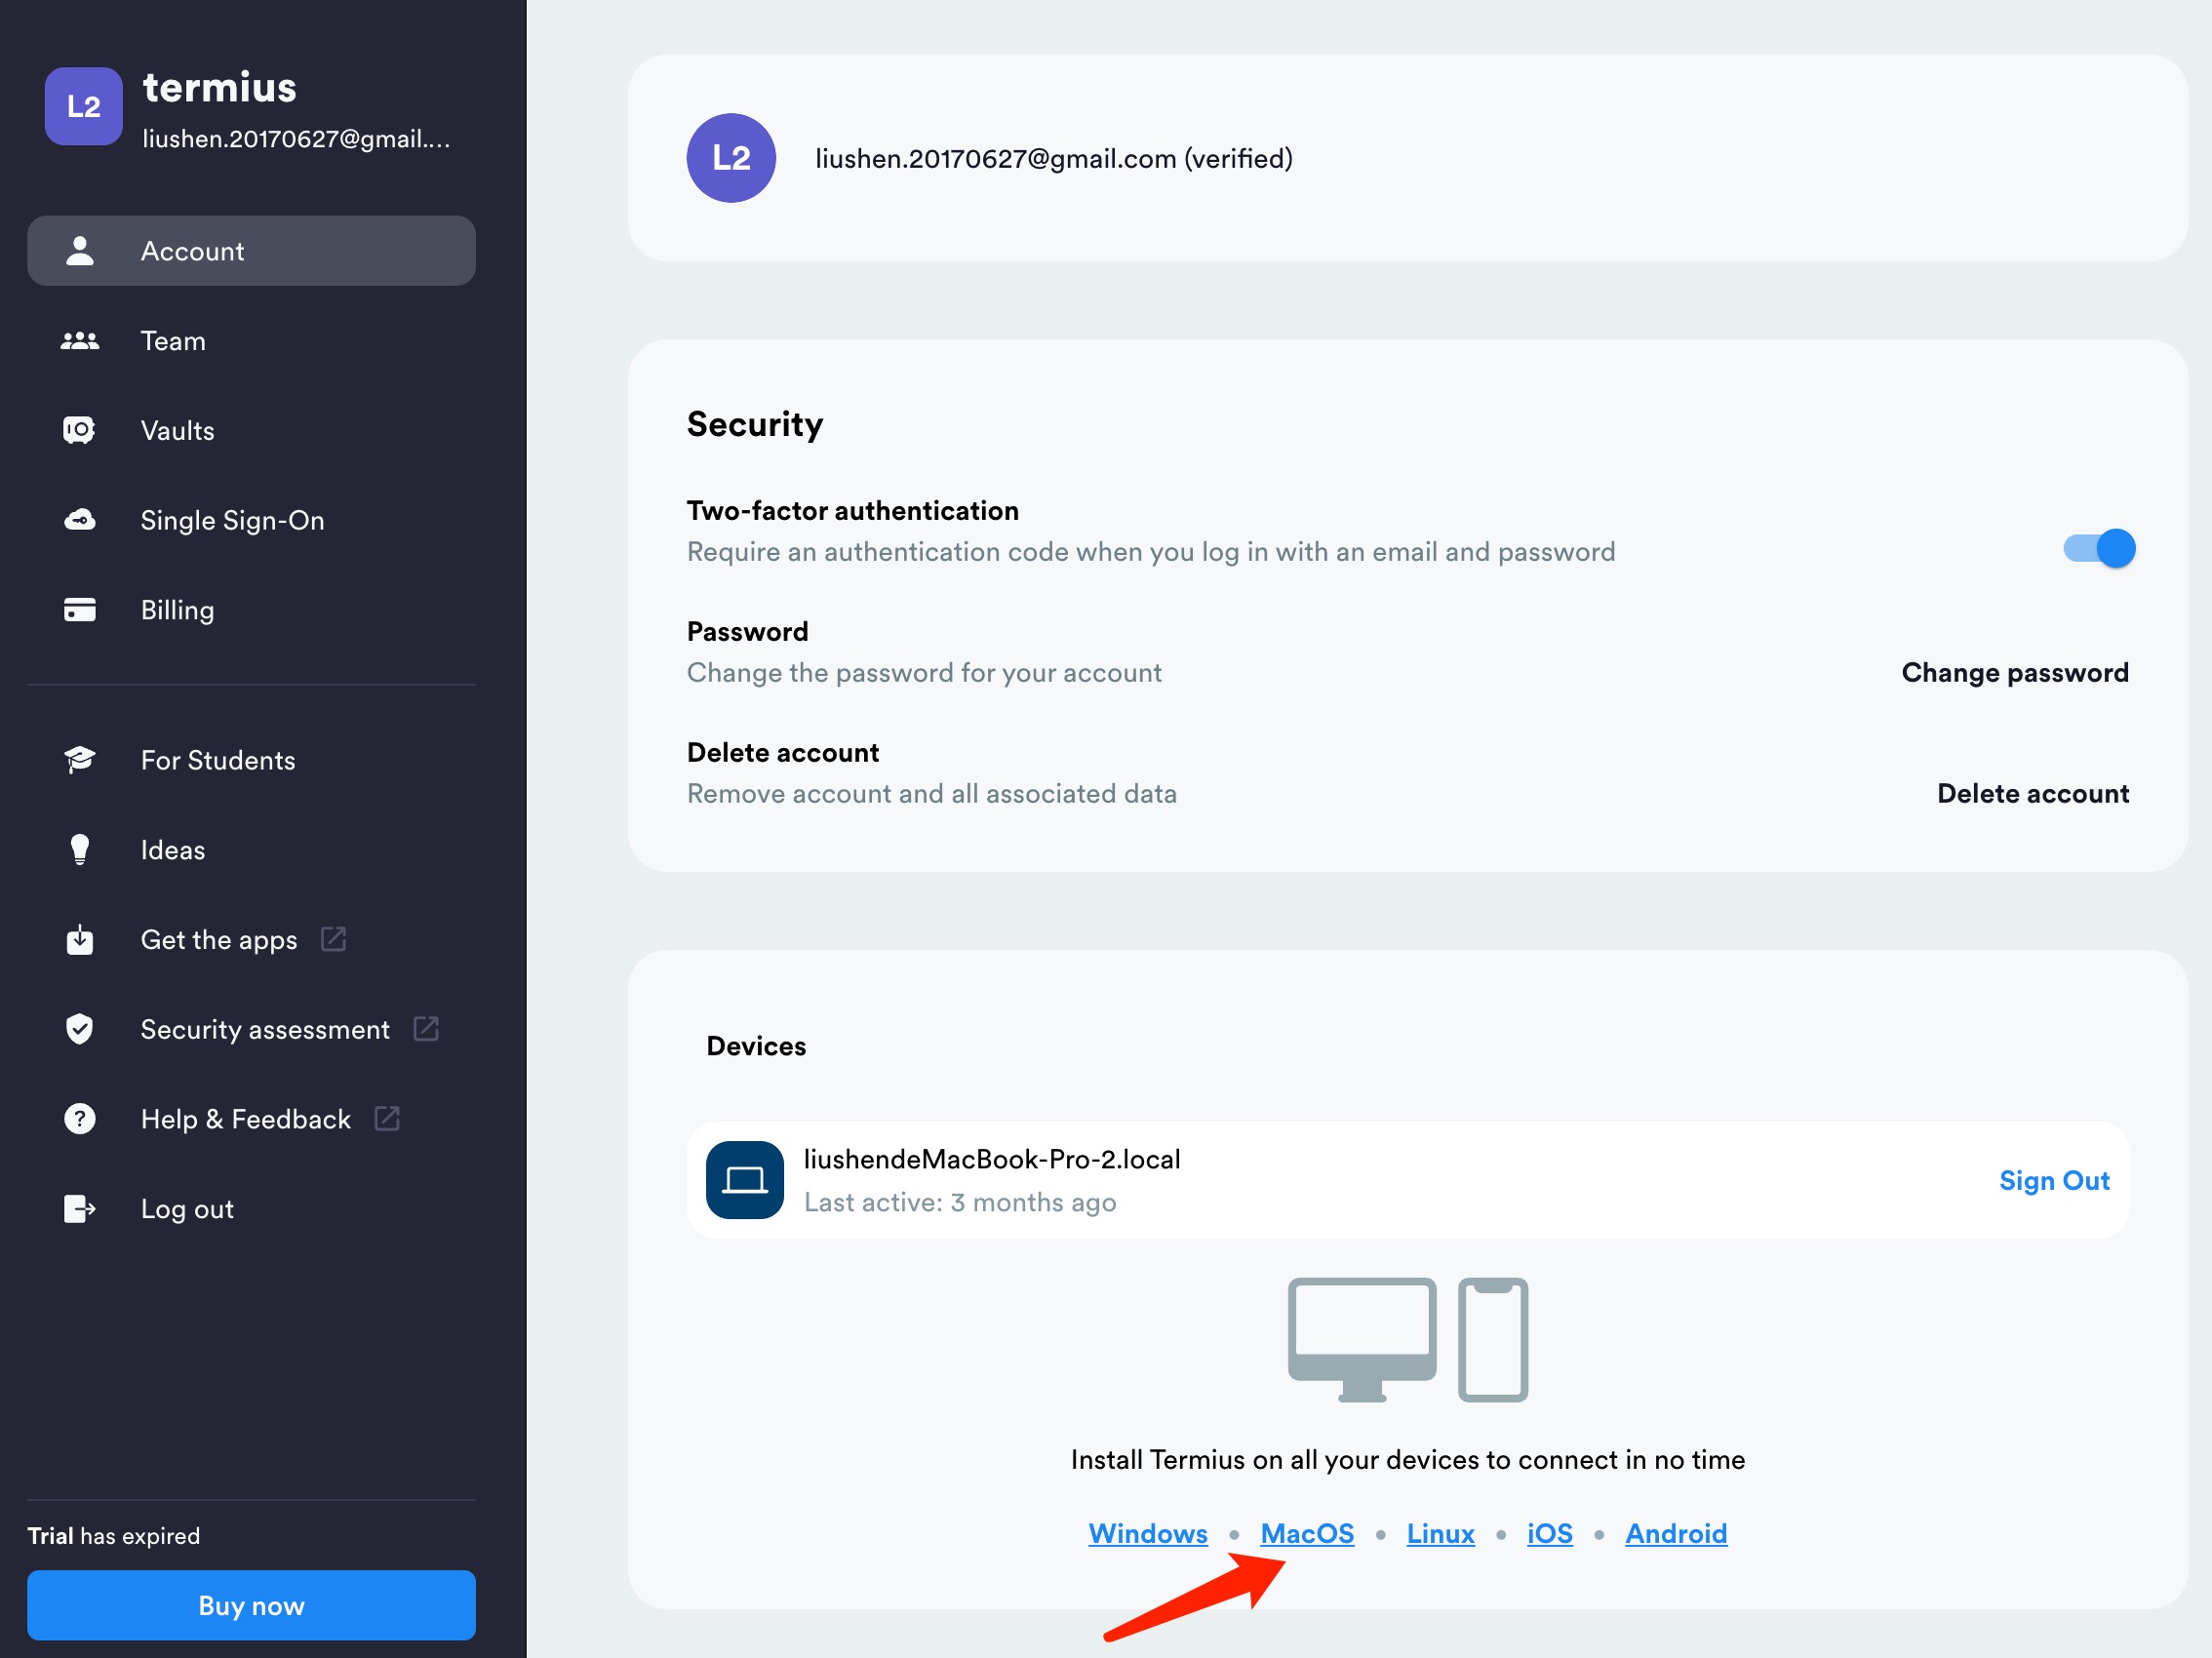 L2
termius
liushen.20170627@gmail....
Account
Team
Vaults
Single Sign-On
Billing
For Students
Ideas
Get the apps
Security assessment
Help & Feedback
Log out
Trial has expired
Buy now
L2
liushen.20170627@gmail.com (verified)
Security
Two-factor authentication
Require an authentication code when you log in with an email and password
Password
Change the password for your account
Change password
Delete account
Remove account and all associated data
Delete account
Devices
liushendeMacBook-Pro-2.local
Last active: 3 months ago
Sign Out
Install Termius on all your devices to connect in no time
Windows • MacOS • Linux • iOS • Android